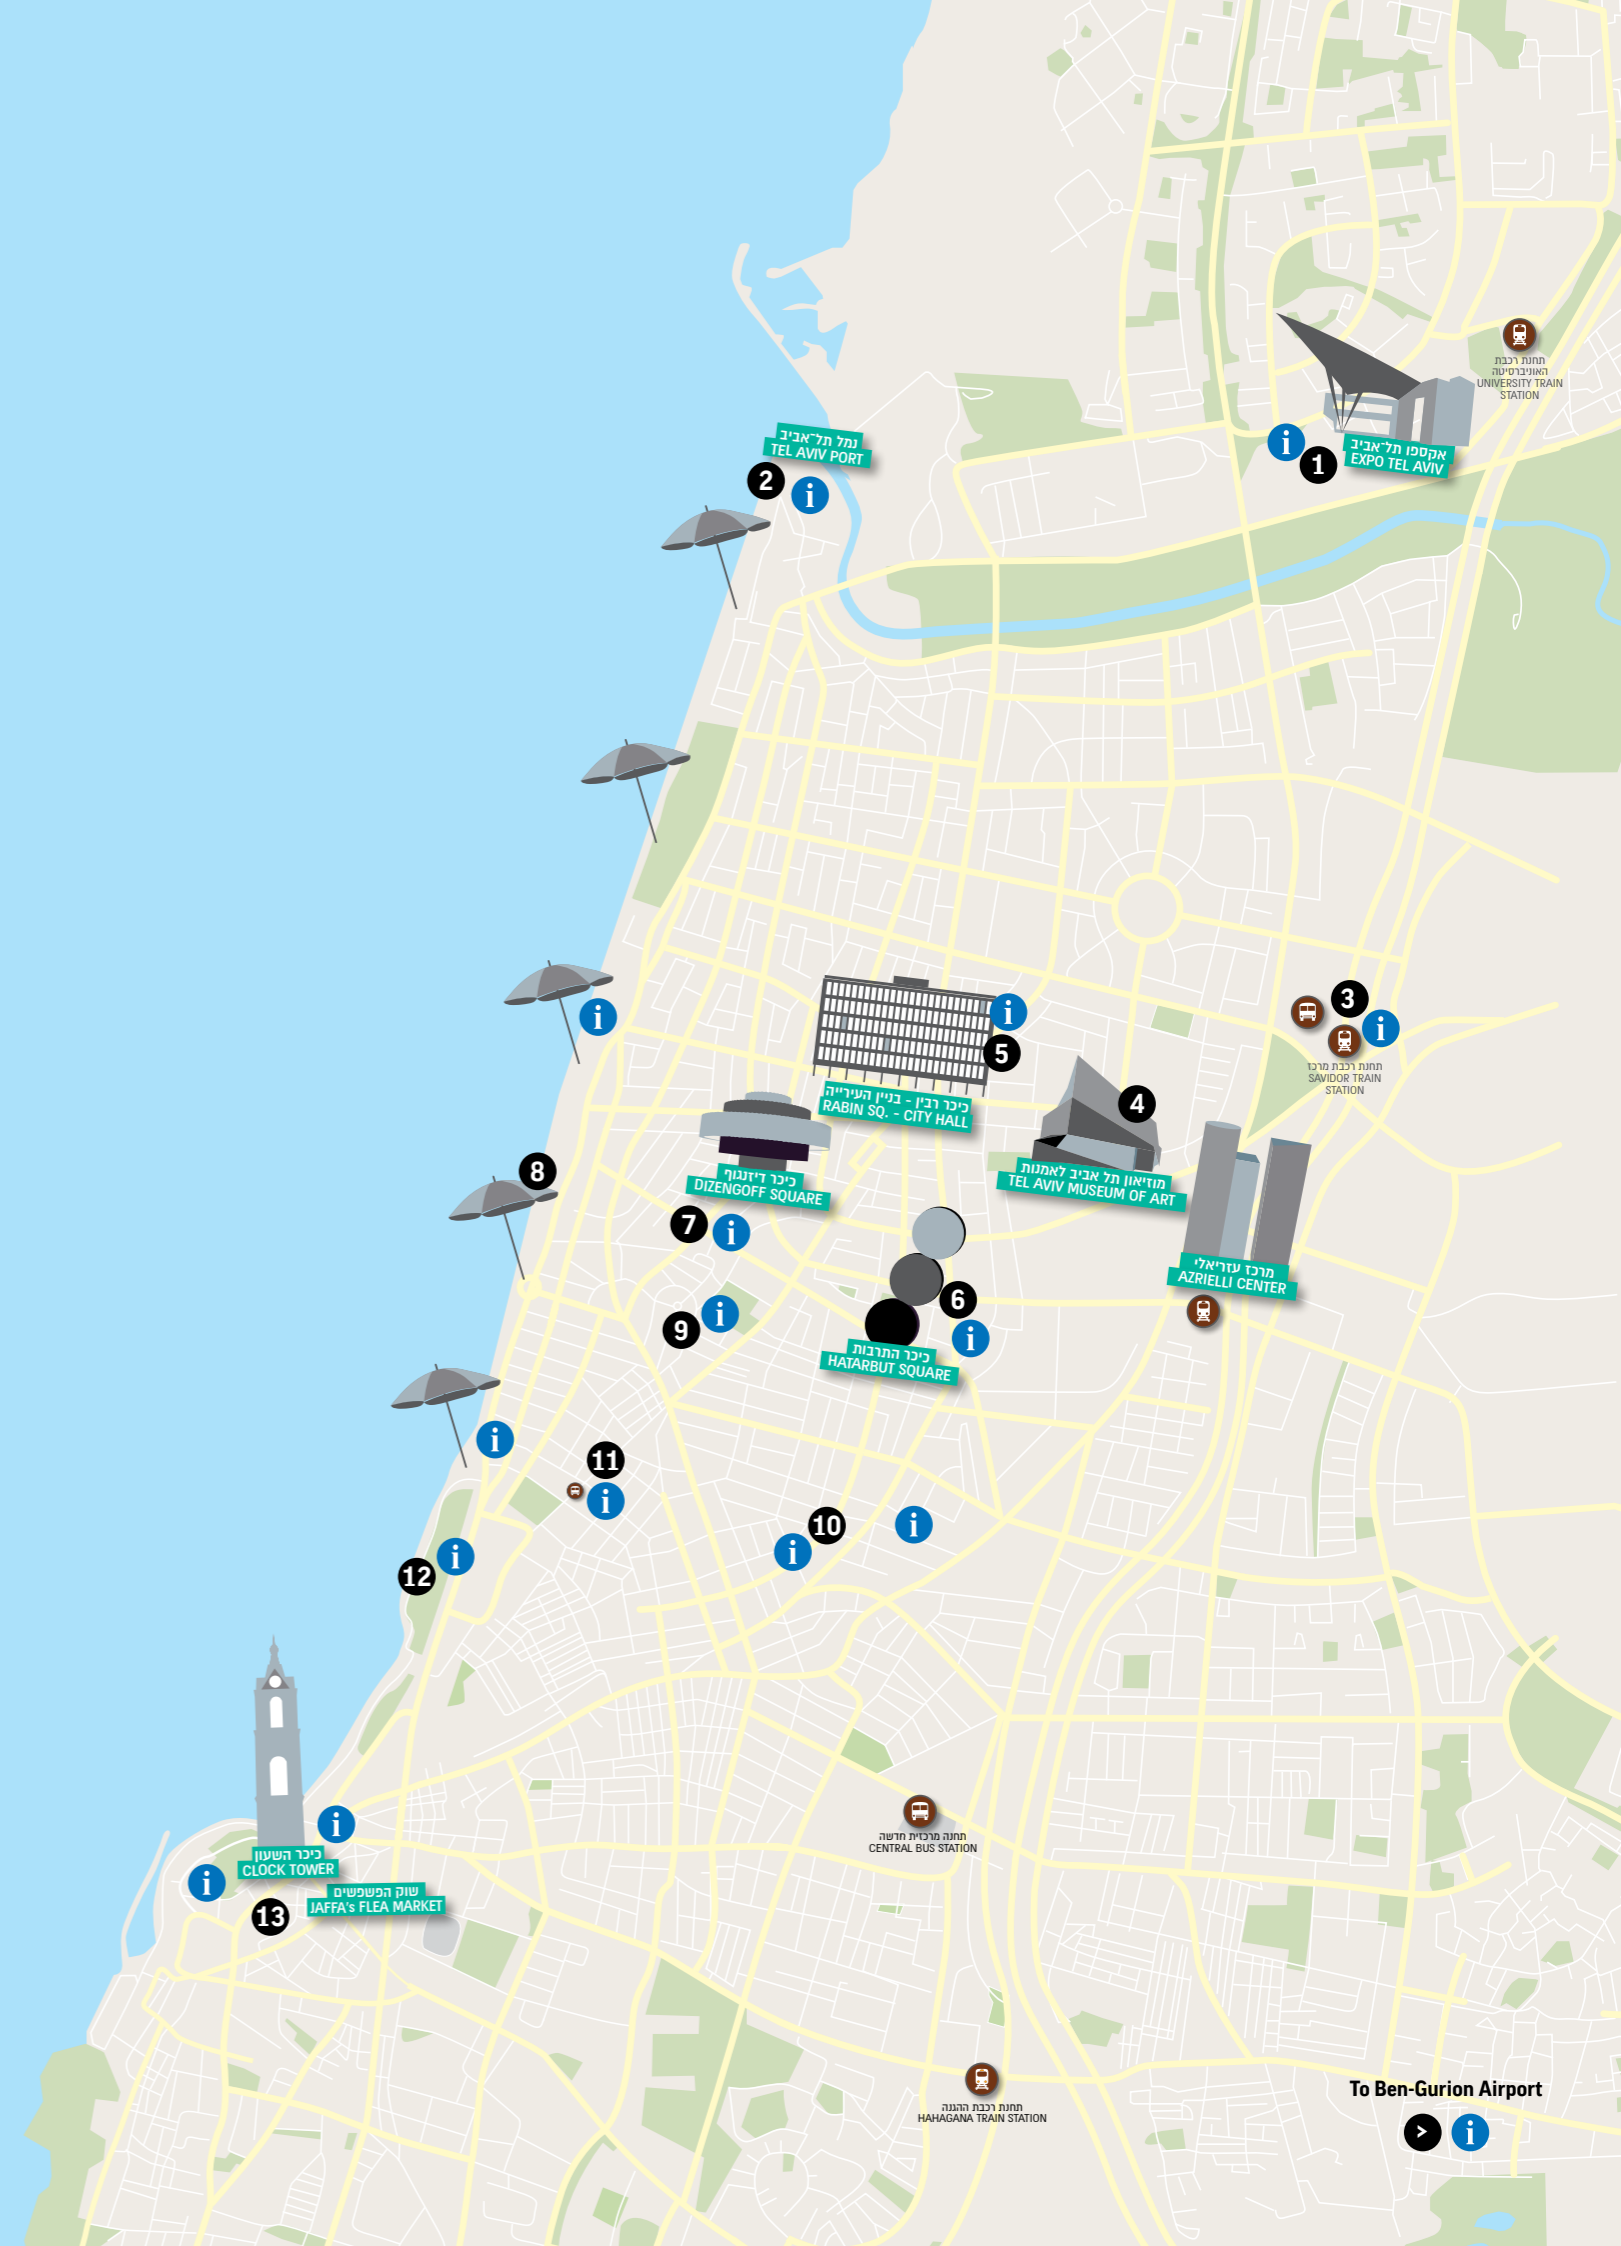 תחנת רכבת
האוניברסיטה
UNIVERSITY TRAIN
STATION
נמל תל־אביב
TEL AVIV PORT
2
i
i
1
אקספו תל־אביב
EXPO TEL AVIV
i
i
5
3
i
תחנת רכבת מרכז
SAVIDOR TRAIN
STATION
כיכר רבין - בניין העירייה
RABIN SQ. - CITY HALL
4
מוזיאון תל אביב לאמנות
TEL AVIV MUSEUM OF ART
8
כיכר דיזנגוף
DIZENGOFF SQUARE
7
i
מרכז עזריאלי
AZRIELLI CENTER
9
i
6
i
כיכר התרבות
HATARBUT SQUARE
i
11
i
10
i
i
12
i
i
כיכר השעון
CLOCK TOWER
i
13
שוק הפשפשים
JAFFA's FLEA MARKET
תחנה מרכזית חדשה
CENTRAL BUS STATION
תחנת רכבת ההגנה
HAHAGANA TRAIN STATION
To Ben-Gurion Airport
> i